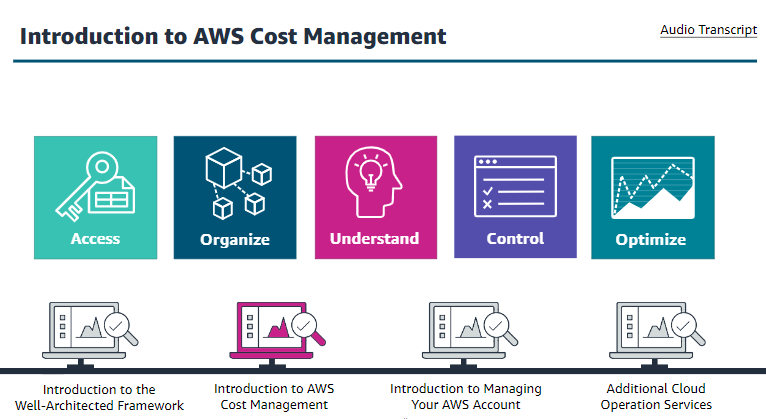 Introduction to AWS Cost Management
Audio Transcript
Access
Organize
Understand
Control
Optimize
Introduction to the
Well-Architected Framework
Introduction to AWS
Cost Management
Introduction to Managing
Your AWS Account
Additional Cloud
Operation Services